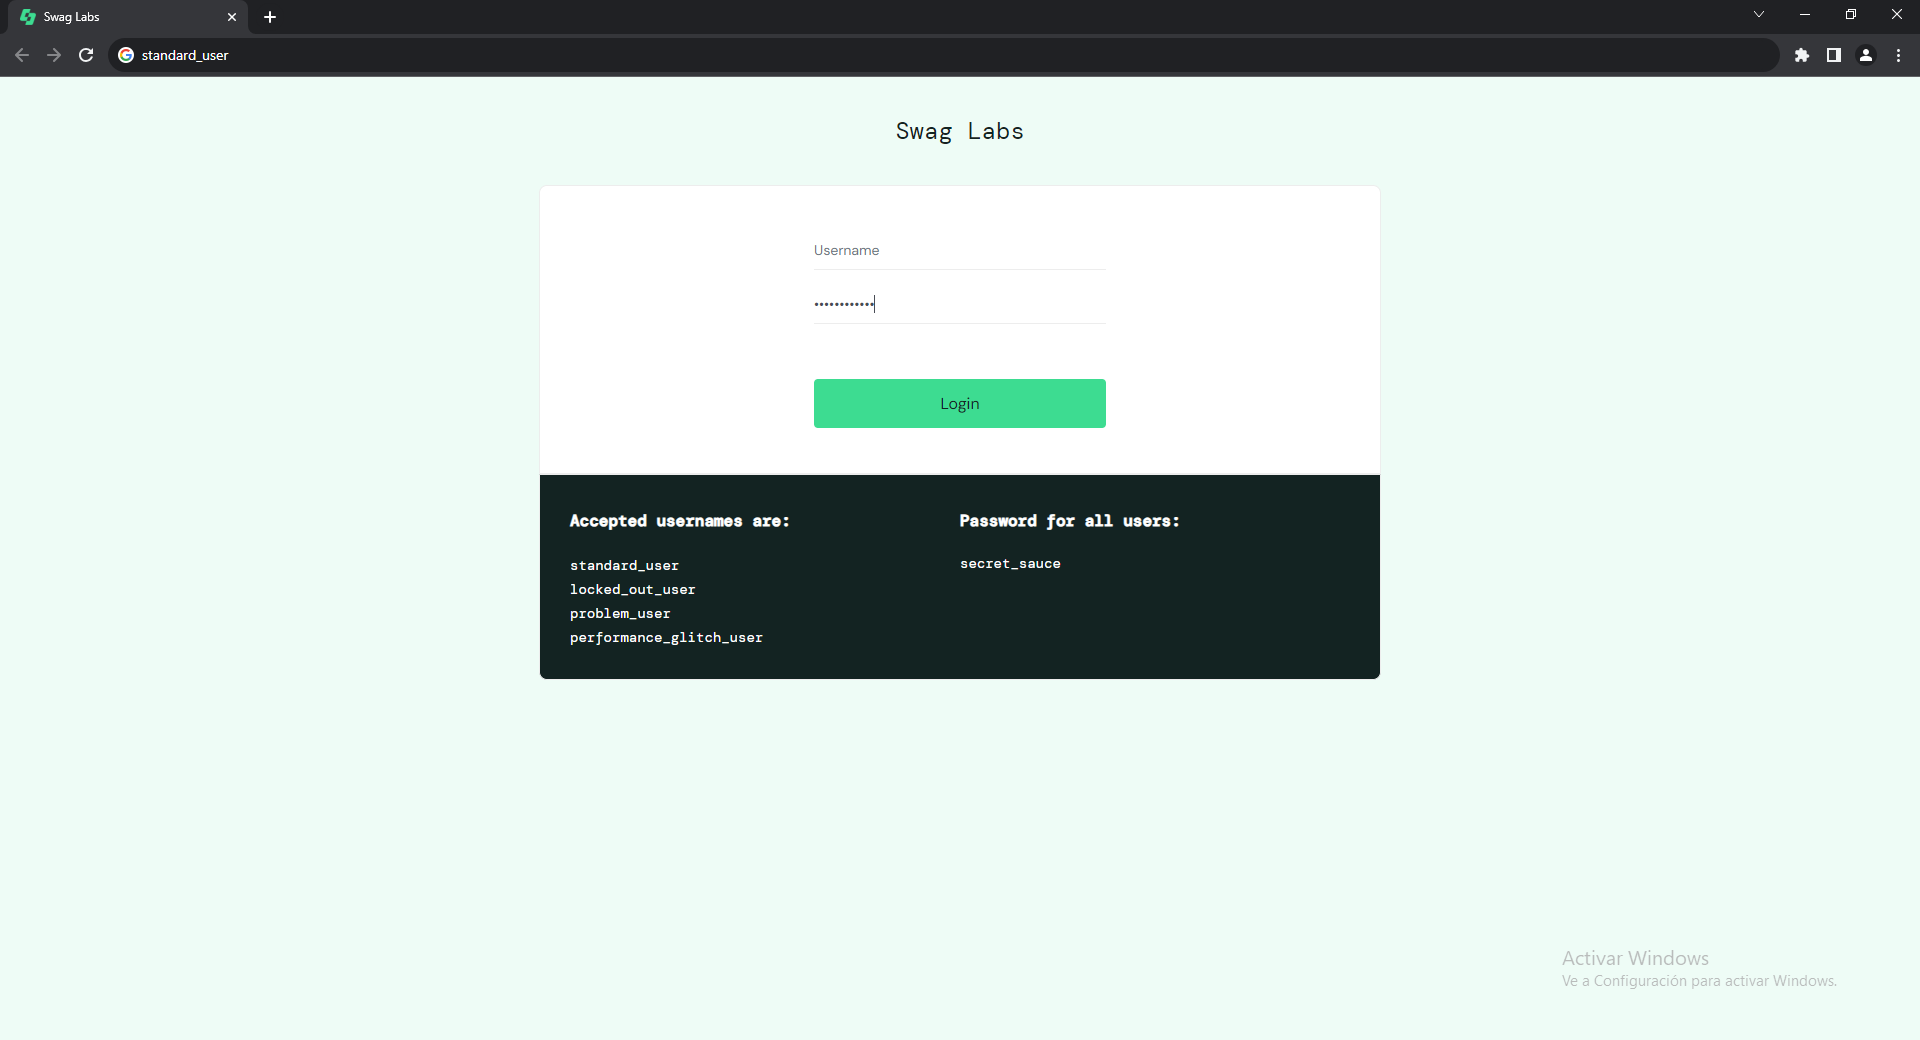 Swag Labs
standard_user
Swag Labs
Username
••••••••••••
Login
Accepted usernames are:
standard_user
locked_out_user
problem_user
performance_glitch_user
Password for all users:
secret_sauce
Activar Windows
Ve a Configuración para activar Windows.